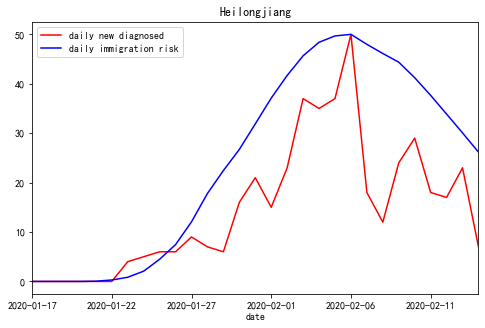 Heilongjiang
daily new diagnosed
daily immigration risk
50
40
30
20
10
0
2020-01-17 2020-01-22 2020-01-27 2020-02-01 2020-02-06 2020-02-11
date